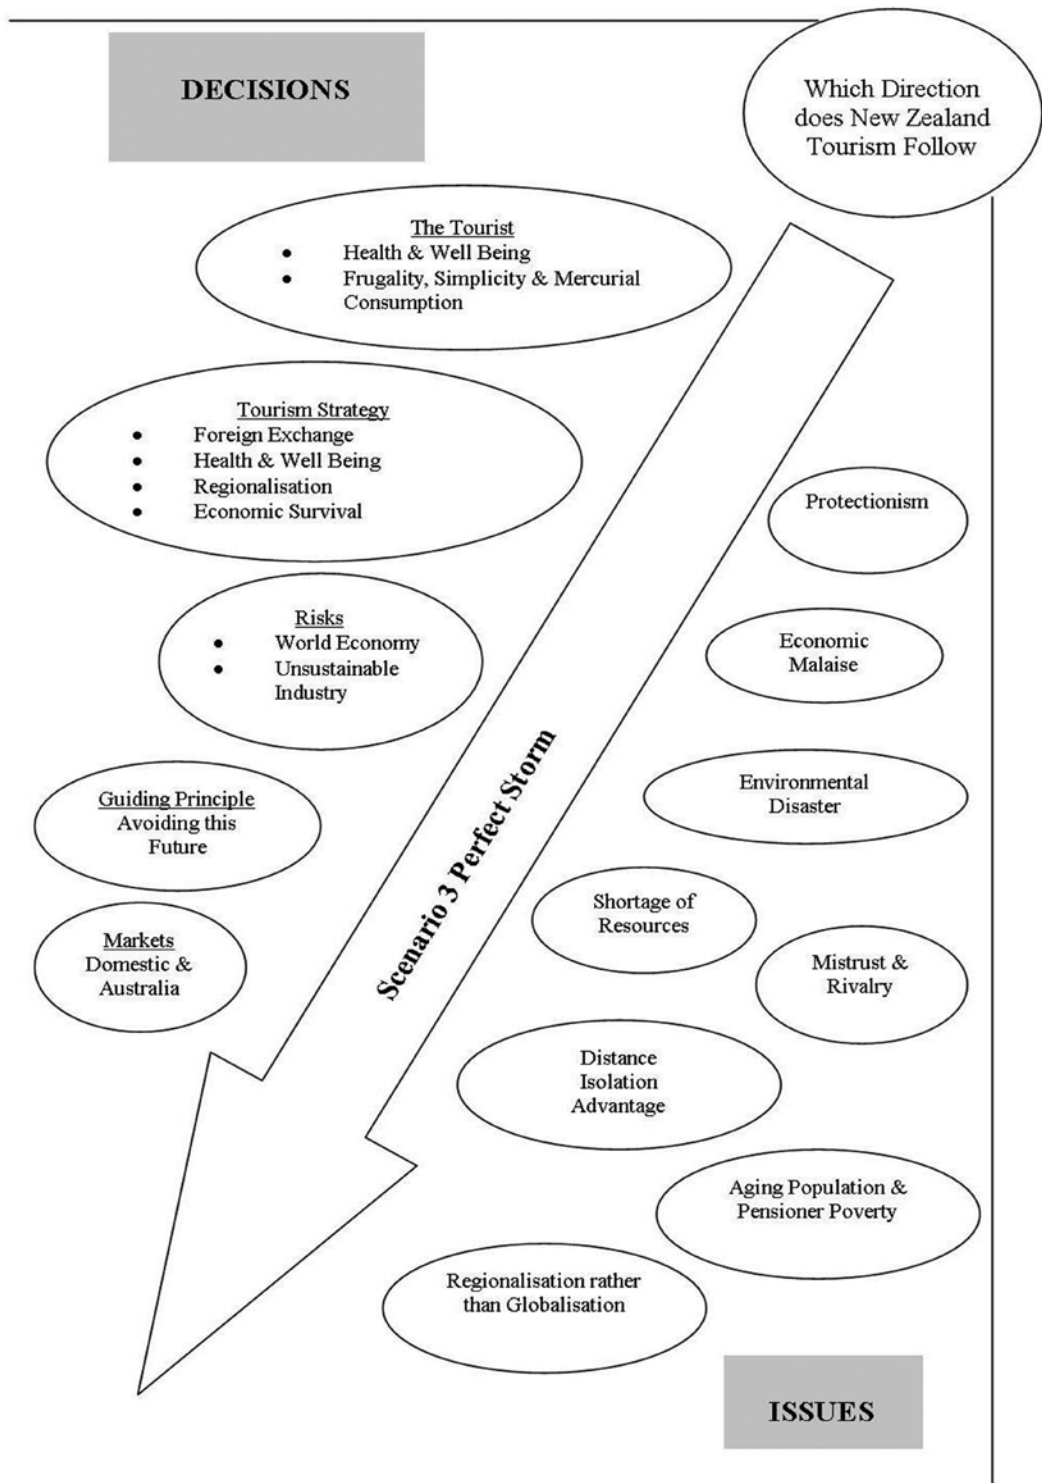 DECISIONS
Which Direction
does New Zealand
Tourism Follow
The Tourist
• Health & Well Being
• Frugality, Simplicity & Mercurial
Consumption
Tourism Strategy
• Foreign Exchange
• Health & Well Being
• Regionalisation
• Economic Survival
Risks
• World Economy
• Unsustainable
Industry
Guiding Principle
Avoiding this
Future
Markets
Domestic &
Australia
Scenario 3 Perfect Storm
Protectionism
Economic
Malaise
Environmental
Disaster
Shortage of
Resources
Mistrust &
Rivalry
Distance
Isolation
Advantage
Aging Population &
Pensioner Poverty
Regionalisation rather
than Globalisation
ISSUES